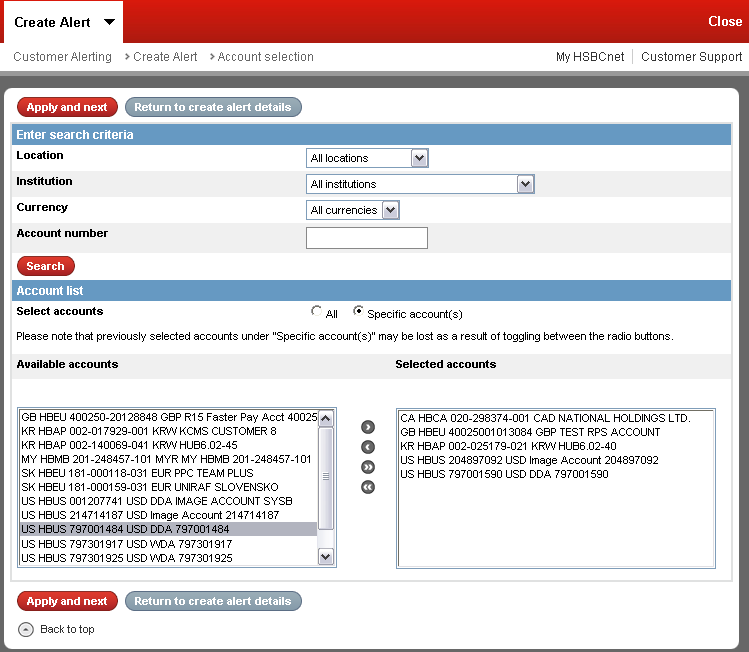 Create Alert
Close
Customer Alerting > Create Alert > Account selection
My HSBCnet | Customer Support
Apply and next Return to create alert details
Enter search criteria
Location All locations
Institution All institutions
Currency All currencies
Account number
Search
Account list
Select accounts All Specific account(s)
Please note that previously selected accounts under "Specific account(s)" may be lost as a result of toggling between the radio buttons.
Available accounts
GB HBEU 400250-20128848 GBP R15 Faster Pay Acct 40025
KR HBAP 002-017929-001 KRW KCMS CUSTOMER 8
KR HBAP 002-140069-041 KRW HUB6.02-45
MY HBMB 201-248457-101 MYR MY HBMB 201-248457-101
SK HBEU 181-000118-031 EUR PPC TEAM PLUS
SK HBEU 181-000159-031 EUR UNIRAF SLOVENSKO
US HBUS 001207741 USD DDA IMAGE ACCOUNT SYSB
US HBUS 214714187 USD Image Account 214714187
US HBUS 797001484 USD DDA 797001484
US HBUS 797301917 USD WDA 797301917
US HBUS 797301925 USD WDA 797301925
Selected accounts
CA HBCA 020-298374-001 CAD NATIONAL HOLDINGS LTD.
GB HBEU 40025001013084 GBP TEST RPS ACCOUNT
KR HBAP 002-025179-021 KRW HUB6.02-40
US HBUS 204897092 USD Image Account 204897092
US HBUS 797001590 USD DDA 797001590
Apply and next Return to create alert details
Back to top